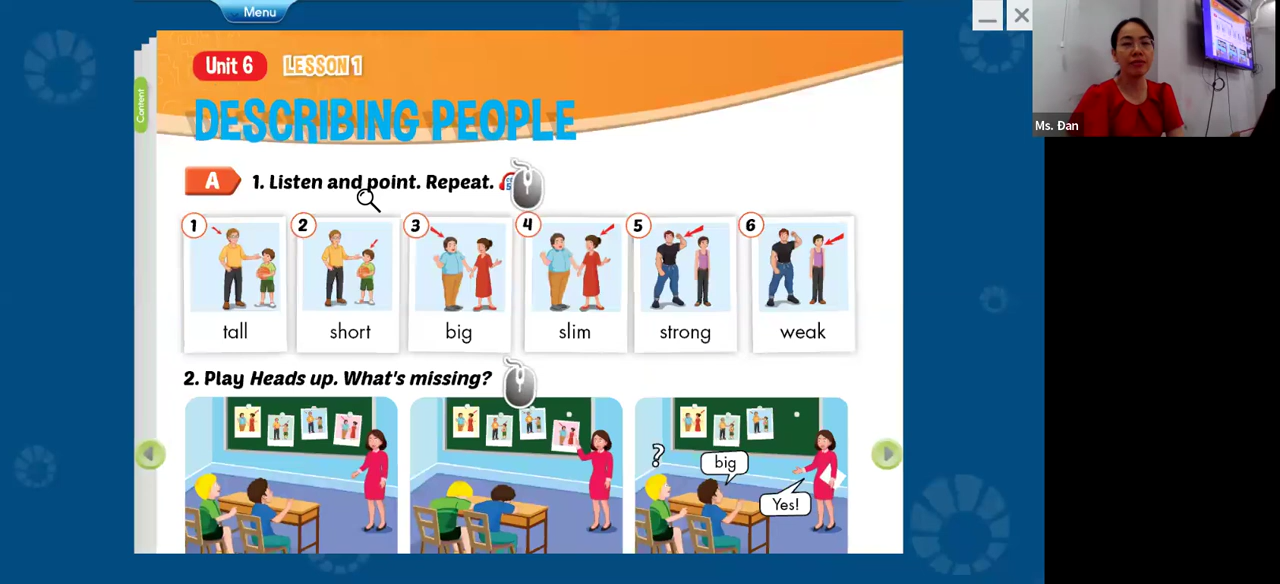 Menu
Unit 6 LESSON 1
DESCRIBING PEOPLE
Content
A 1. Listen and point. Repeat.
1 2 3 4 5 6
tall short big slim strong weak
2. Play Heads up. What's missing?
?
big
Yes!
Ms. Đan